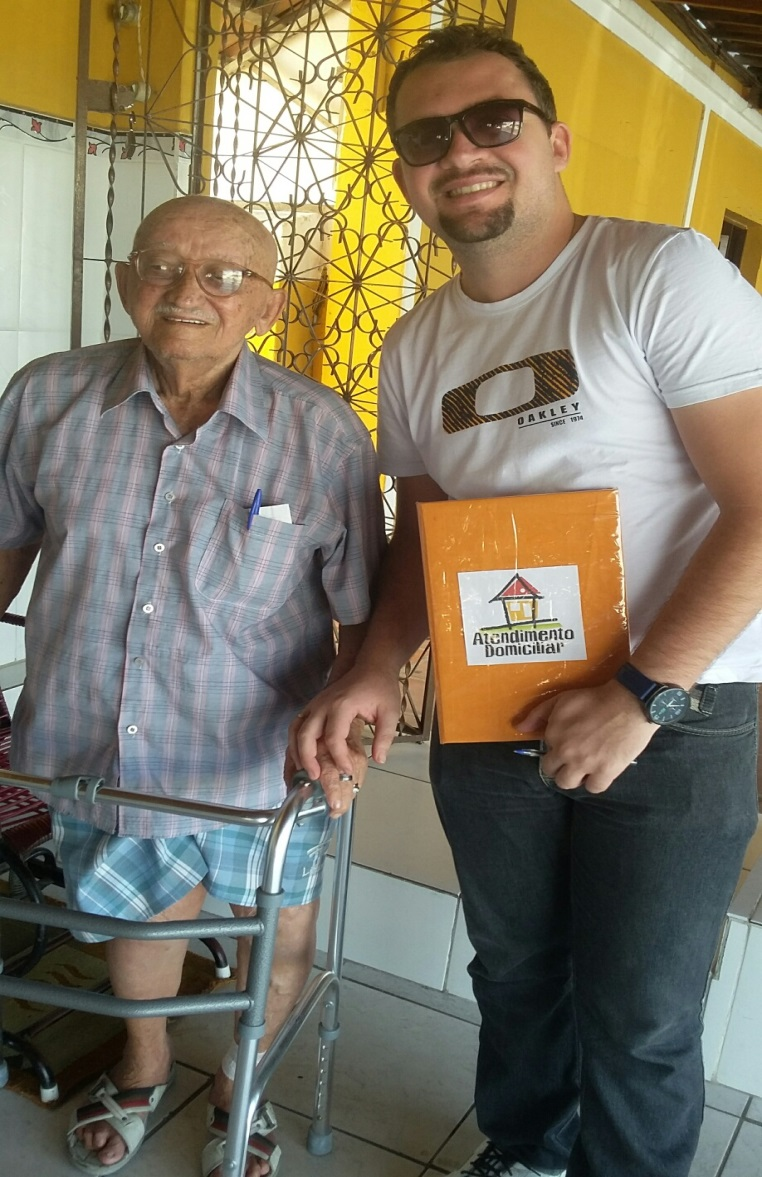 OAKLEY
SINCE 1974
Atendimento
Domiciliar